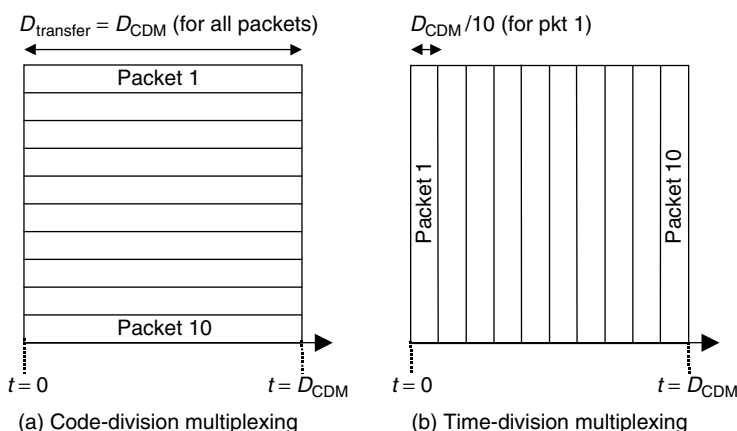 D_transfer = D_CDM (for all packets)
Packet 1
Packet 10
t = 0
t = D_CDM
(a) Code-division multiplexing
D_CDM/10 (for pkt 1)
Packet 1
Packet 10
t = 0
t = D_CDM
(b) Time-division multiplexing